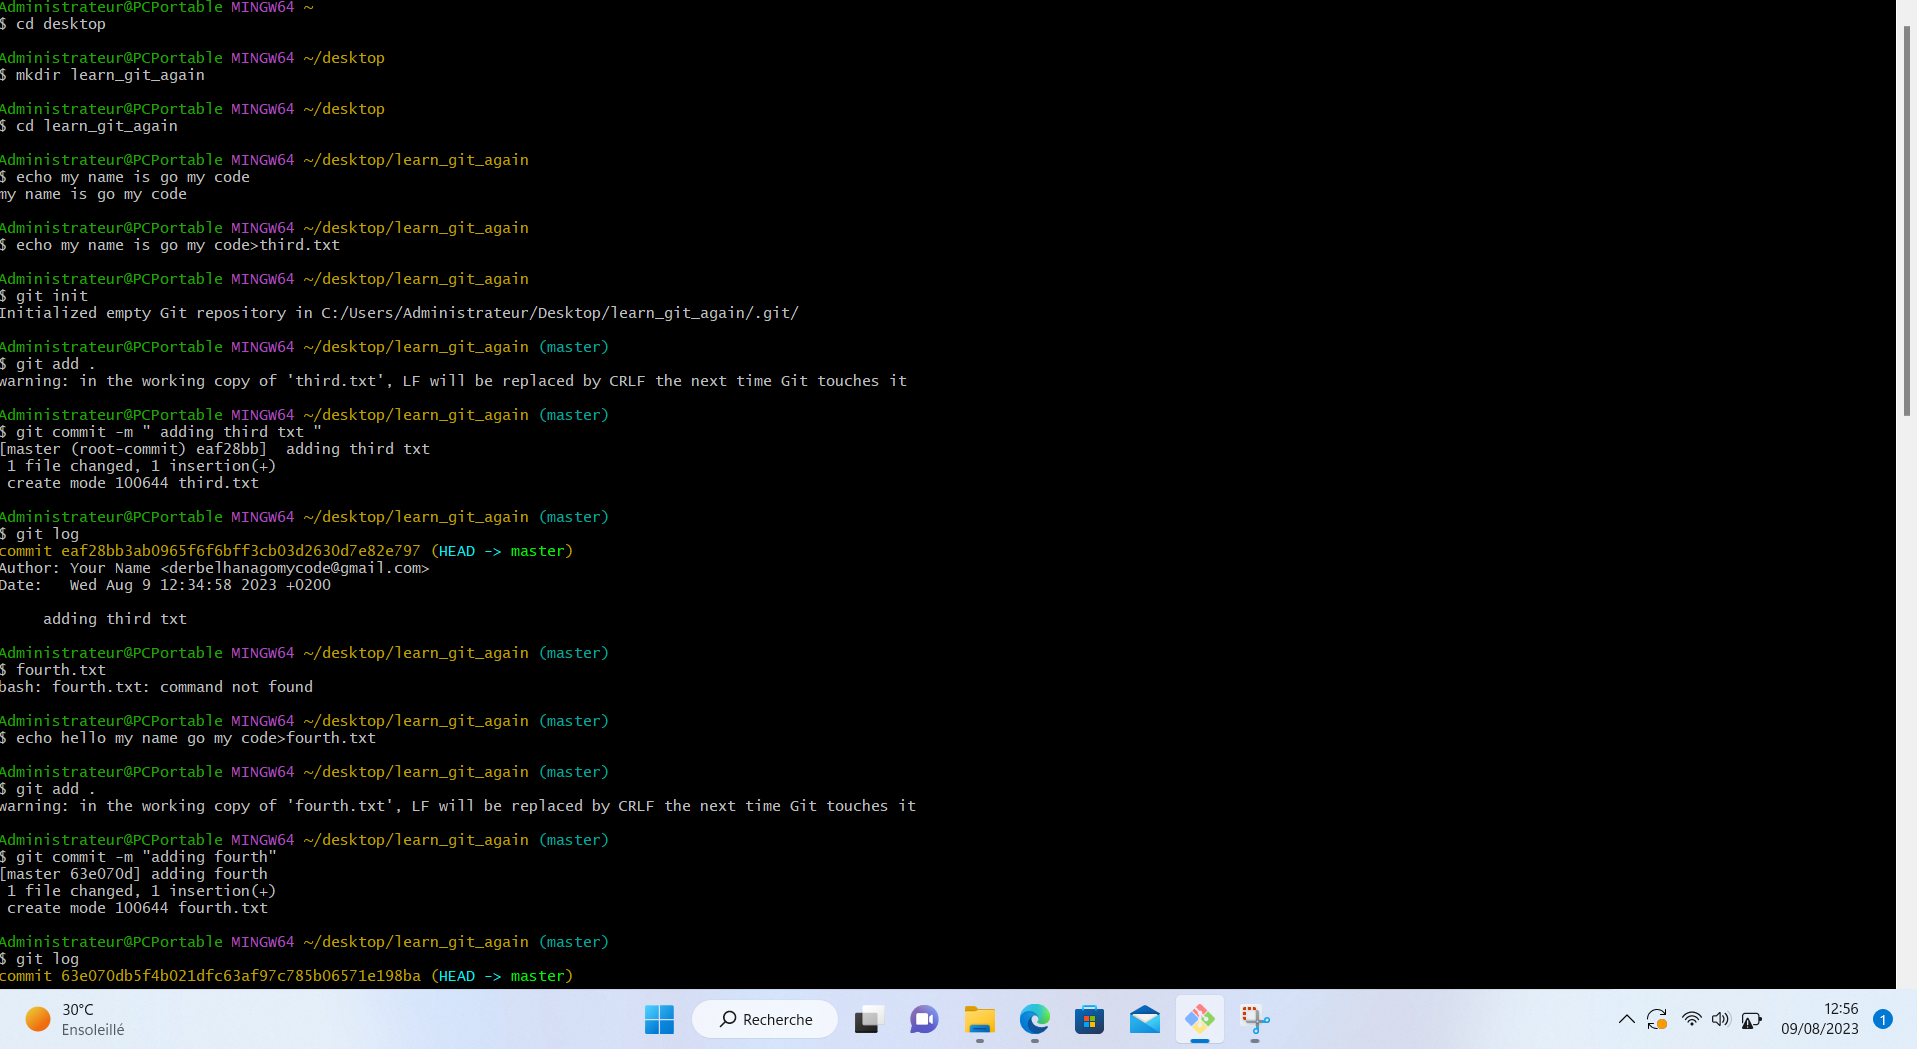 Administrateur@PCPortable MINGW64 ~
$ cd desktop
Administrateur@PCPortable MINGW64 ~/desktop
$ mkdir learn_git_again
Administrateur@PCPortable MINGW64 ~/desktop
$ cd learn_git_again
Administrateur@PCPortable MINGW64 ~/desktop/learn_git_again
$ echo my name is go my code
my name is go my code
Administrateur@PCPortable MINGW64 ~/desktop/learn_git_again
$ echo my name is go my code>third.txt
Administrateur@PCPortable MINGW64 ~/desktop/learn_git_again
$ git init
Initialized empty Git repository in C:/Users/Administrateur/Desktop/learn_git_again/.git/
Administrateur@PCPortable MINGW64 ~/desktop/learn_git_again (master)
$ git add .
warning: in the working copy of 'third.txt', LF will be replaced by CRLF the next time Git touches it
Administrateur@PCPortable MINGW64 ~/desktop/learn_git_again (master)
$ git commit -m " adding third txt "
[master (root-commit) eaf28bb]  adding third txt
 1 file changed, 1 insertion(+)
 create mode 100644 third.txt
Administrateur@PCPortable MINGW64 ~/desktop/learn_git_again (master)
$ git log
commit eaf28bb3ab0965f6f6bff3cb03d2630d7e82e797 (HEAD -> master)
Author: Your Name <derbelhanagomycode@gmail.com>
Date:   Wed Aug 9 12:34:58 2023 +0200
     adding third txt
Administrateur@PCPortable MINGW64 ~/desktop/learn_git_again (master)
$ fourth.txt
bash: fourth.txt: command not found
Administrateur@PCPortable MINGW64 ~/desktop/learn_git_again (master)
$ echo hello my name go my code>fourth.txt
Administrateur@PCPortable MINGW64 ~/desktop/learn_git_again (master)
$ git add .
warning: in the working copy of 'fourth.txt', LF will be replaced by CRLF the next time Git touches it
Administrateur@PCPortable MINGW64 ~/desktop/learn_git_again (master)
$ git commit -m "adding fourth"
[master 63e070d] adding fourth
 1 file changed, 1 insertion(+)
 create mode 100644 fourth.txt
Administrateur@PCPortable MINGW64 ~/desktop/learn_git_again (master)
$ git log
commit 63e070db5f4b021dfc63af97c785b06571e198ba (HEAD -> master)
30°C
Ensoleillé
Recherche
12:56
09/08/2023
1